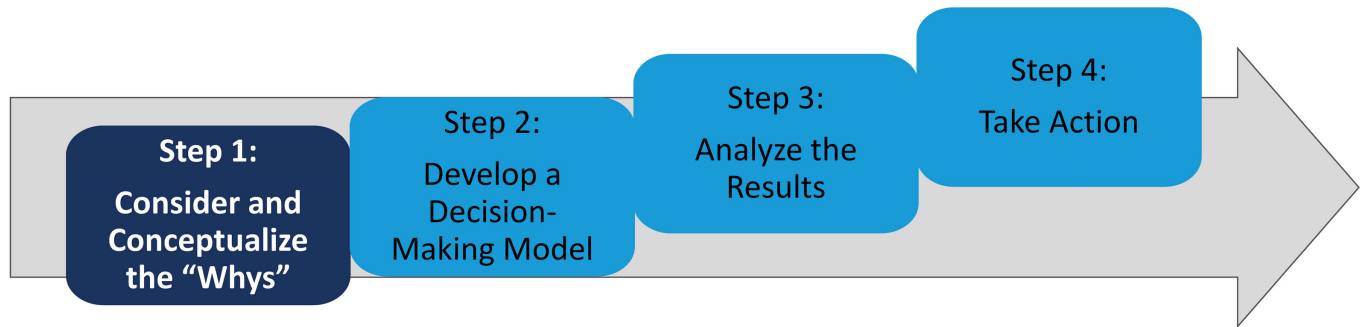 Step 1:
Consider and
Conceptualize
the “Whys”
Step 2:
Develop a
Decision-
Making Model
Step 3:
Analyze the
Results
Step 4:
Take Action